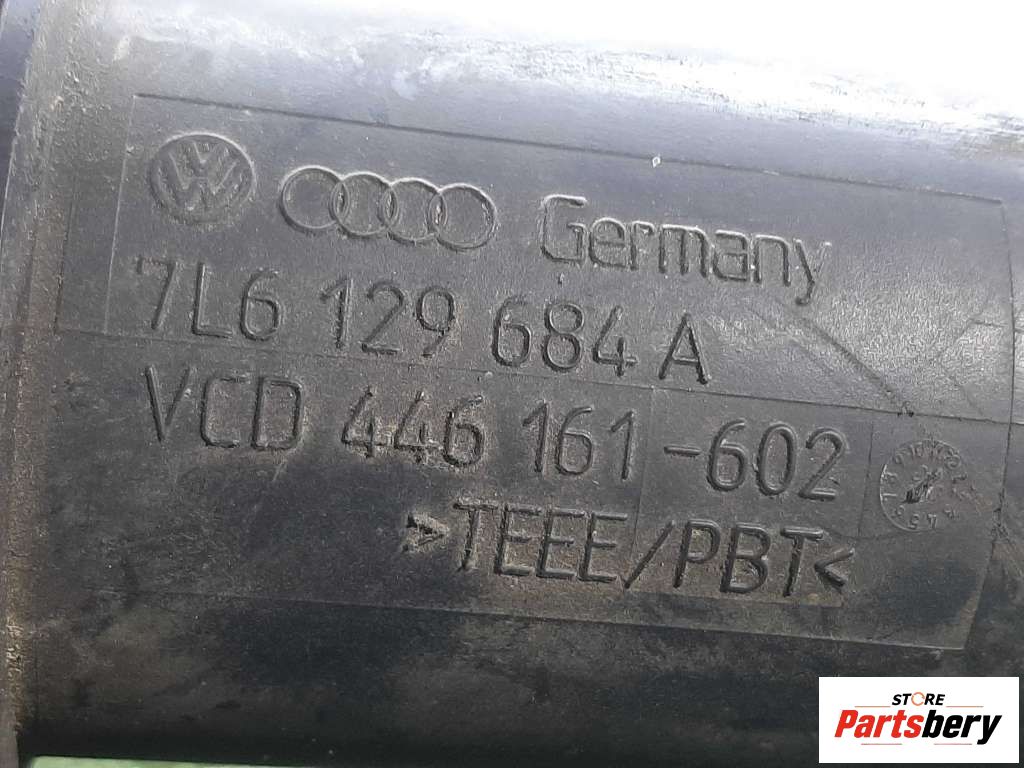 Germany
7L6 129 684 A
VCD 446 161-602
>TEEE/PBT<
STORE
Partsbery